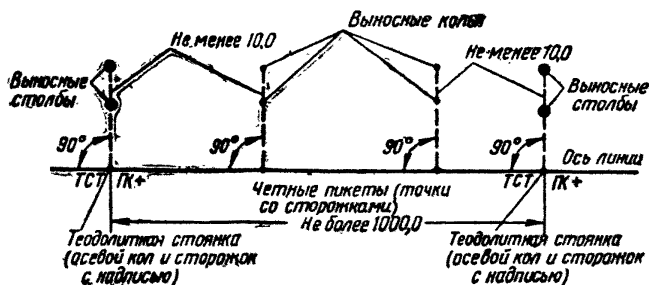 Выносные колья
Не менее 10,0
Не менее 10,0
Выносные
столбы
Выносные
столбы
90°
90°
90°
90°
Ось линии
ТСТ ПК+
ТСТ ПК+
Четные пикеты (точки
со сторожками)
Не более 1000,0
Теодолитная стоянка
(осевой кол и сторожок
с надписью)
Теодолитная стоянка
(осевой кол и сторожок
с надписью)